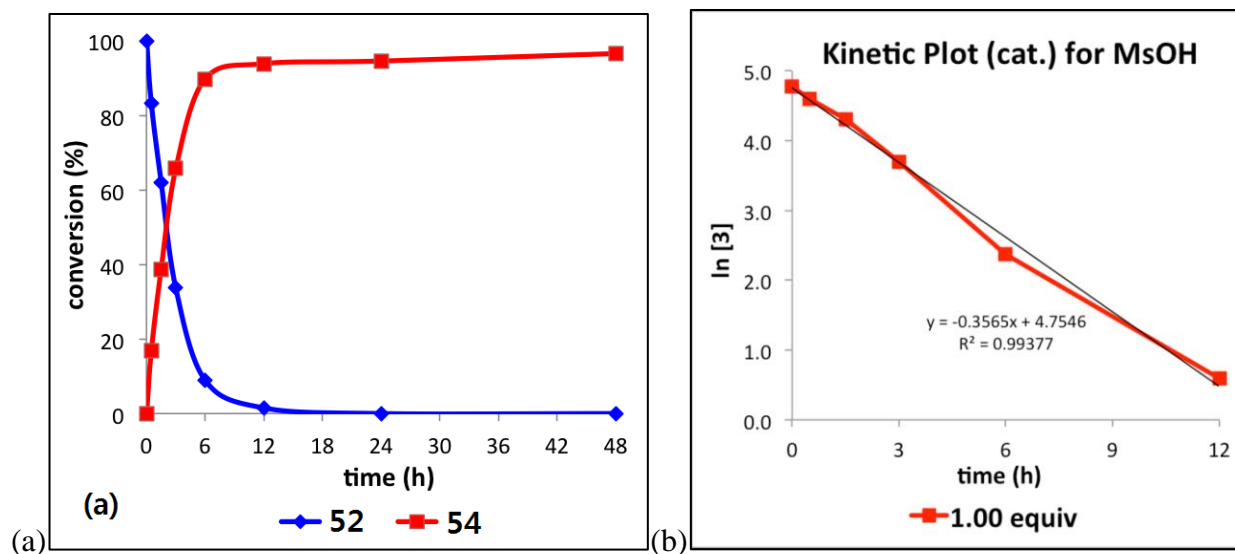 100
80
60
40
20
0
conversion (%)
0 6 12 18 24 30 36 42 48
time (h)
(a)
52 54
(a)
Kinetic Plot (cat.) for MsOH
5.0
4.0
3.0
2.0
1.0
0.0
ln [3]
y = -0.3565x + 4.7546
R² = 0.99377
0 3 6 9 12
time (h)
1.00 equiv
(b)